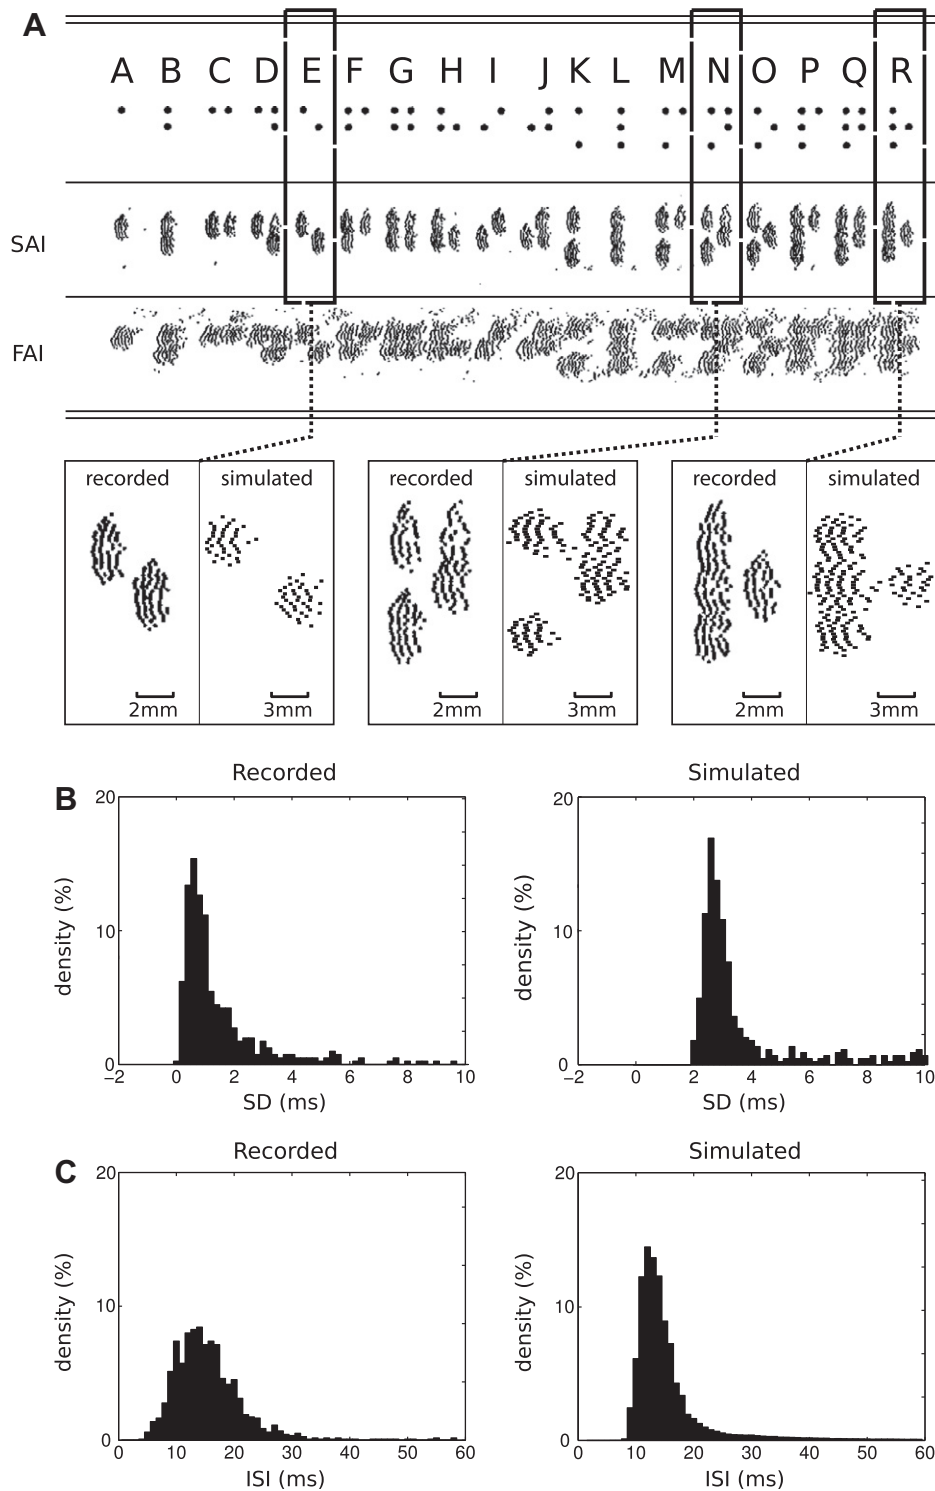 A
A B C D E F G H I J K L M N O P Q R
SAI
FAI
recorded simulated
2mm 3mm
recorded simulated
2mm 3mm
recorded simulated
2mm 3mm
B
Recorded
density (%)
20
10
0
−2 0 2 4 6 8 10
SD (ms)
Simulated
density (%)
20
10
0
−2 0 2 4 6 8 10
SD (ms)
C
Recorded
density (%)
20
10
0
0 10 20 30 40 50 60
ISI (ms)
Simulated
density (%)
20
10
0
0 10 20 30 40 50 60
ISI (ms)